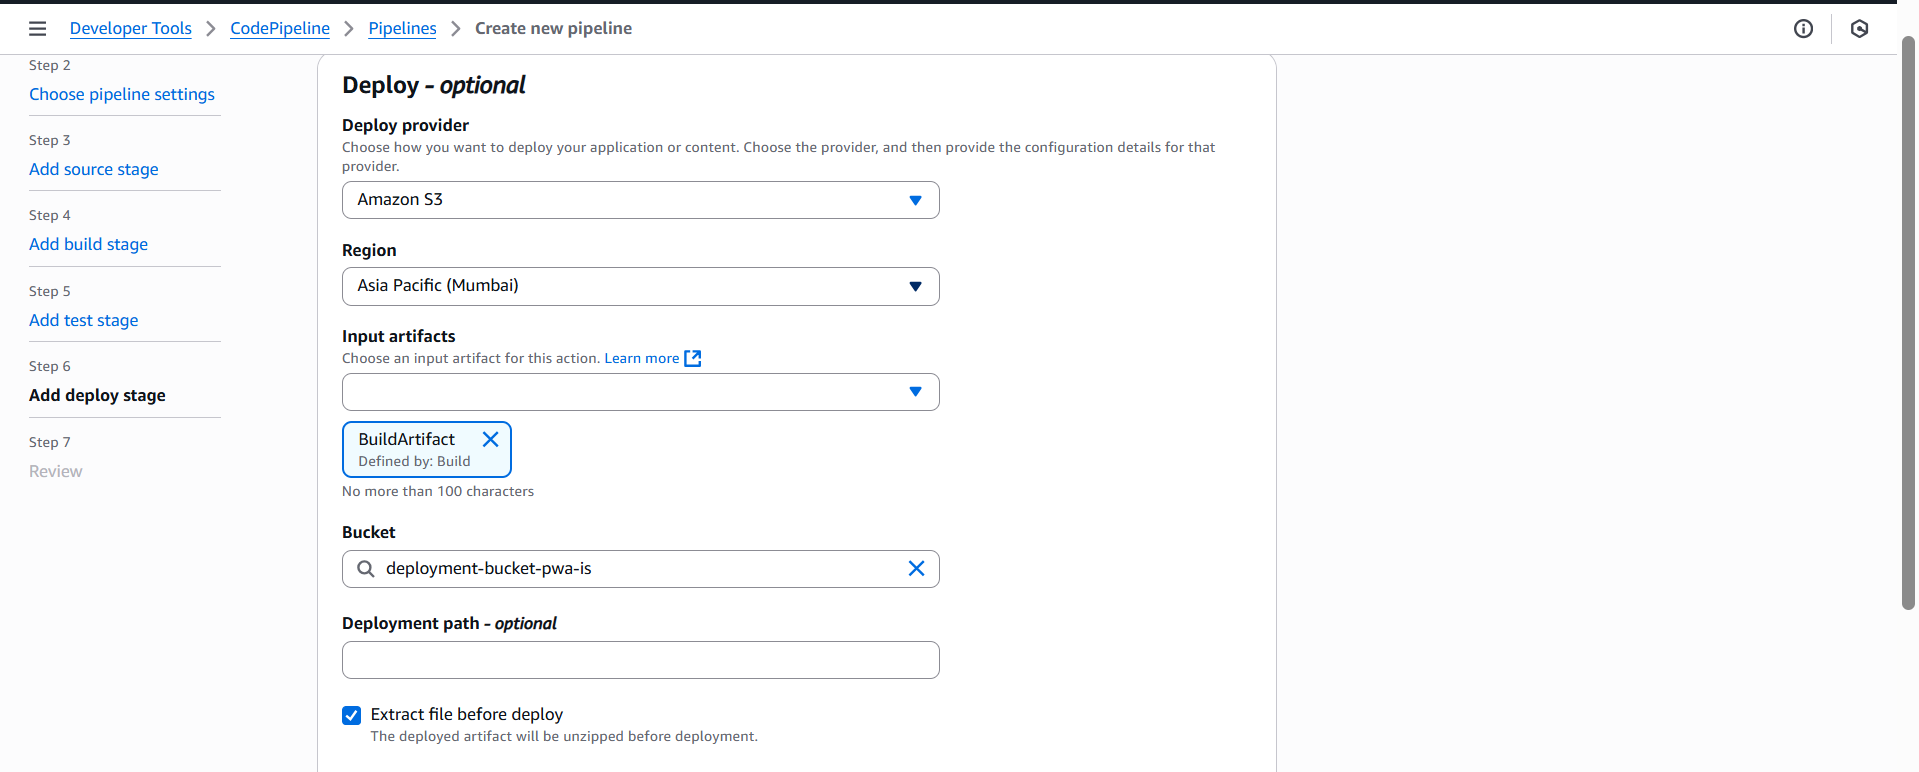 Developer Tools > CodePipeline > Pipelines > Create new pipeline
Step 2
Choose pipeline settings
Step 3
Add source stage
Step 4
Add build stage
Step 5
Add test stage
Step 6
Add deploy stage
Step 7
Review
Deploy - optional
Deploy provider
Choose how you want to deploy your application or content. Choose the provider, and then provide the configuration details for that
provider.
Amazon S3
Region
Asia Pacific (Mumbai)
Input artifacts
Choose an input artifact for this action. Learn more
BuildArtifact
Defined by: Build
No more than 100 characters
Bucket
deployment-bucket-pwa-is
Deployment path - optional
Extract file before deploy
The deployed artifact will be unzipped before deployment.